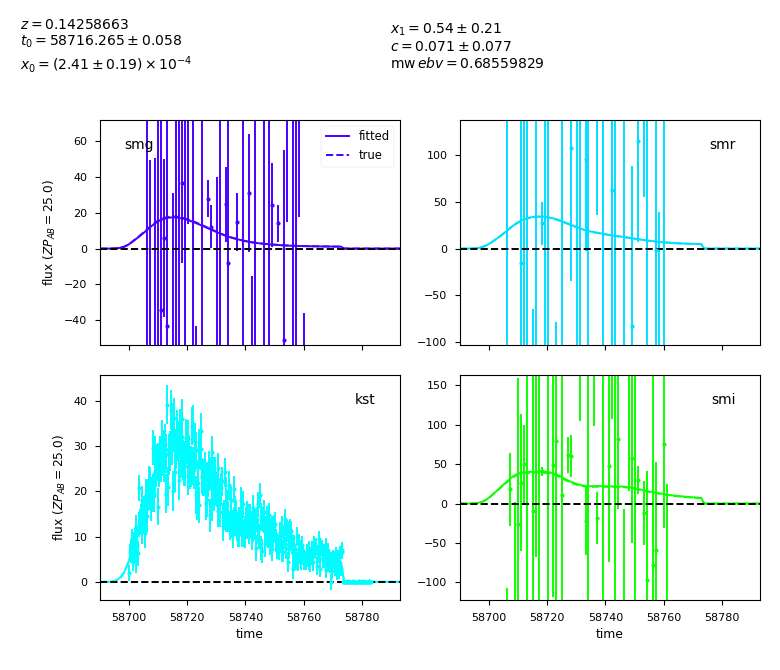 z = 0.14258663
t0 = 58716.265 ± 0.058
x0 = (2.41 ± 0.19) × 10^−4
x1 = 0.54 ± 0.21
c = 0.071 ± 0.077
mw ebv = 0.68559829
smg
fitted
true
60
40
20
0
−20
−40
flux (ZP_AB = 25.0)
smr
100
50
0
−50
−100
kst
40
30
20
10
0
flux (ZP_AB = 25.0)
58700 58720 58740 58760 58780
time
smi
150
100
50
0
−50
−100
58700 58720 58740 58760 58780
time